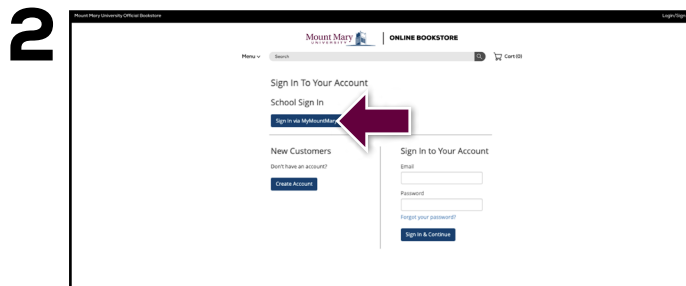 2
Mount Mary University Official Bookstore
Login/Sign
Mount Mary
UNIVERSITY
ONLINE BOOKSTORE
Menu
Search
Cart (0)
Sign In To Your Account
School Sign In
Sign in via MyMountMary
New Customers
Don't have an account?
Create Account
Sign In to Your Account
Email
Password
Forgot your password?
Sign In & Continue